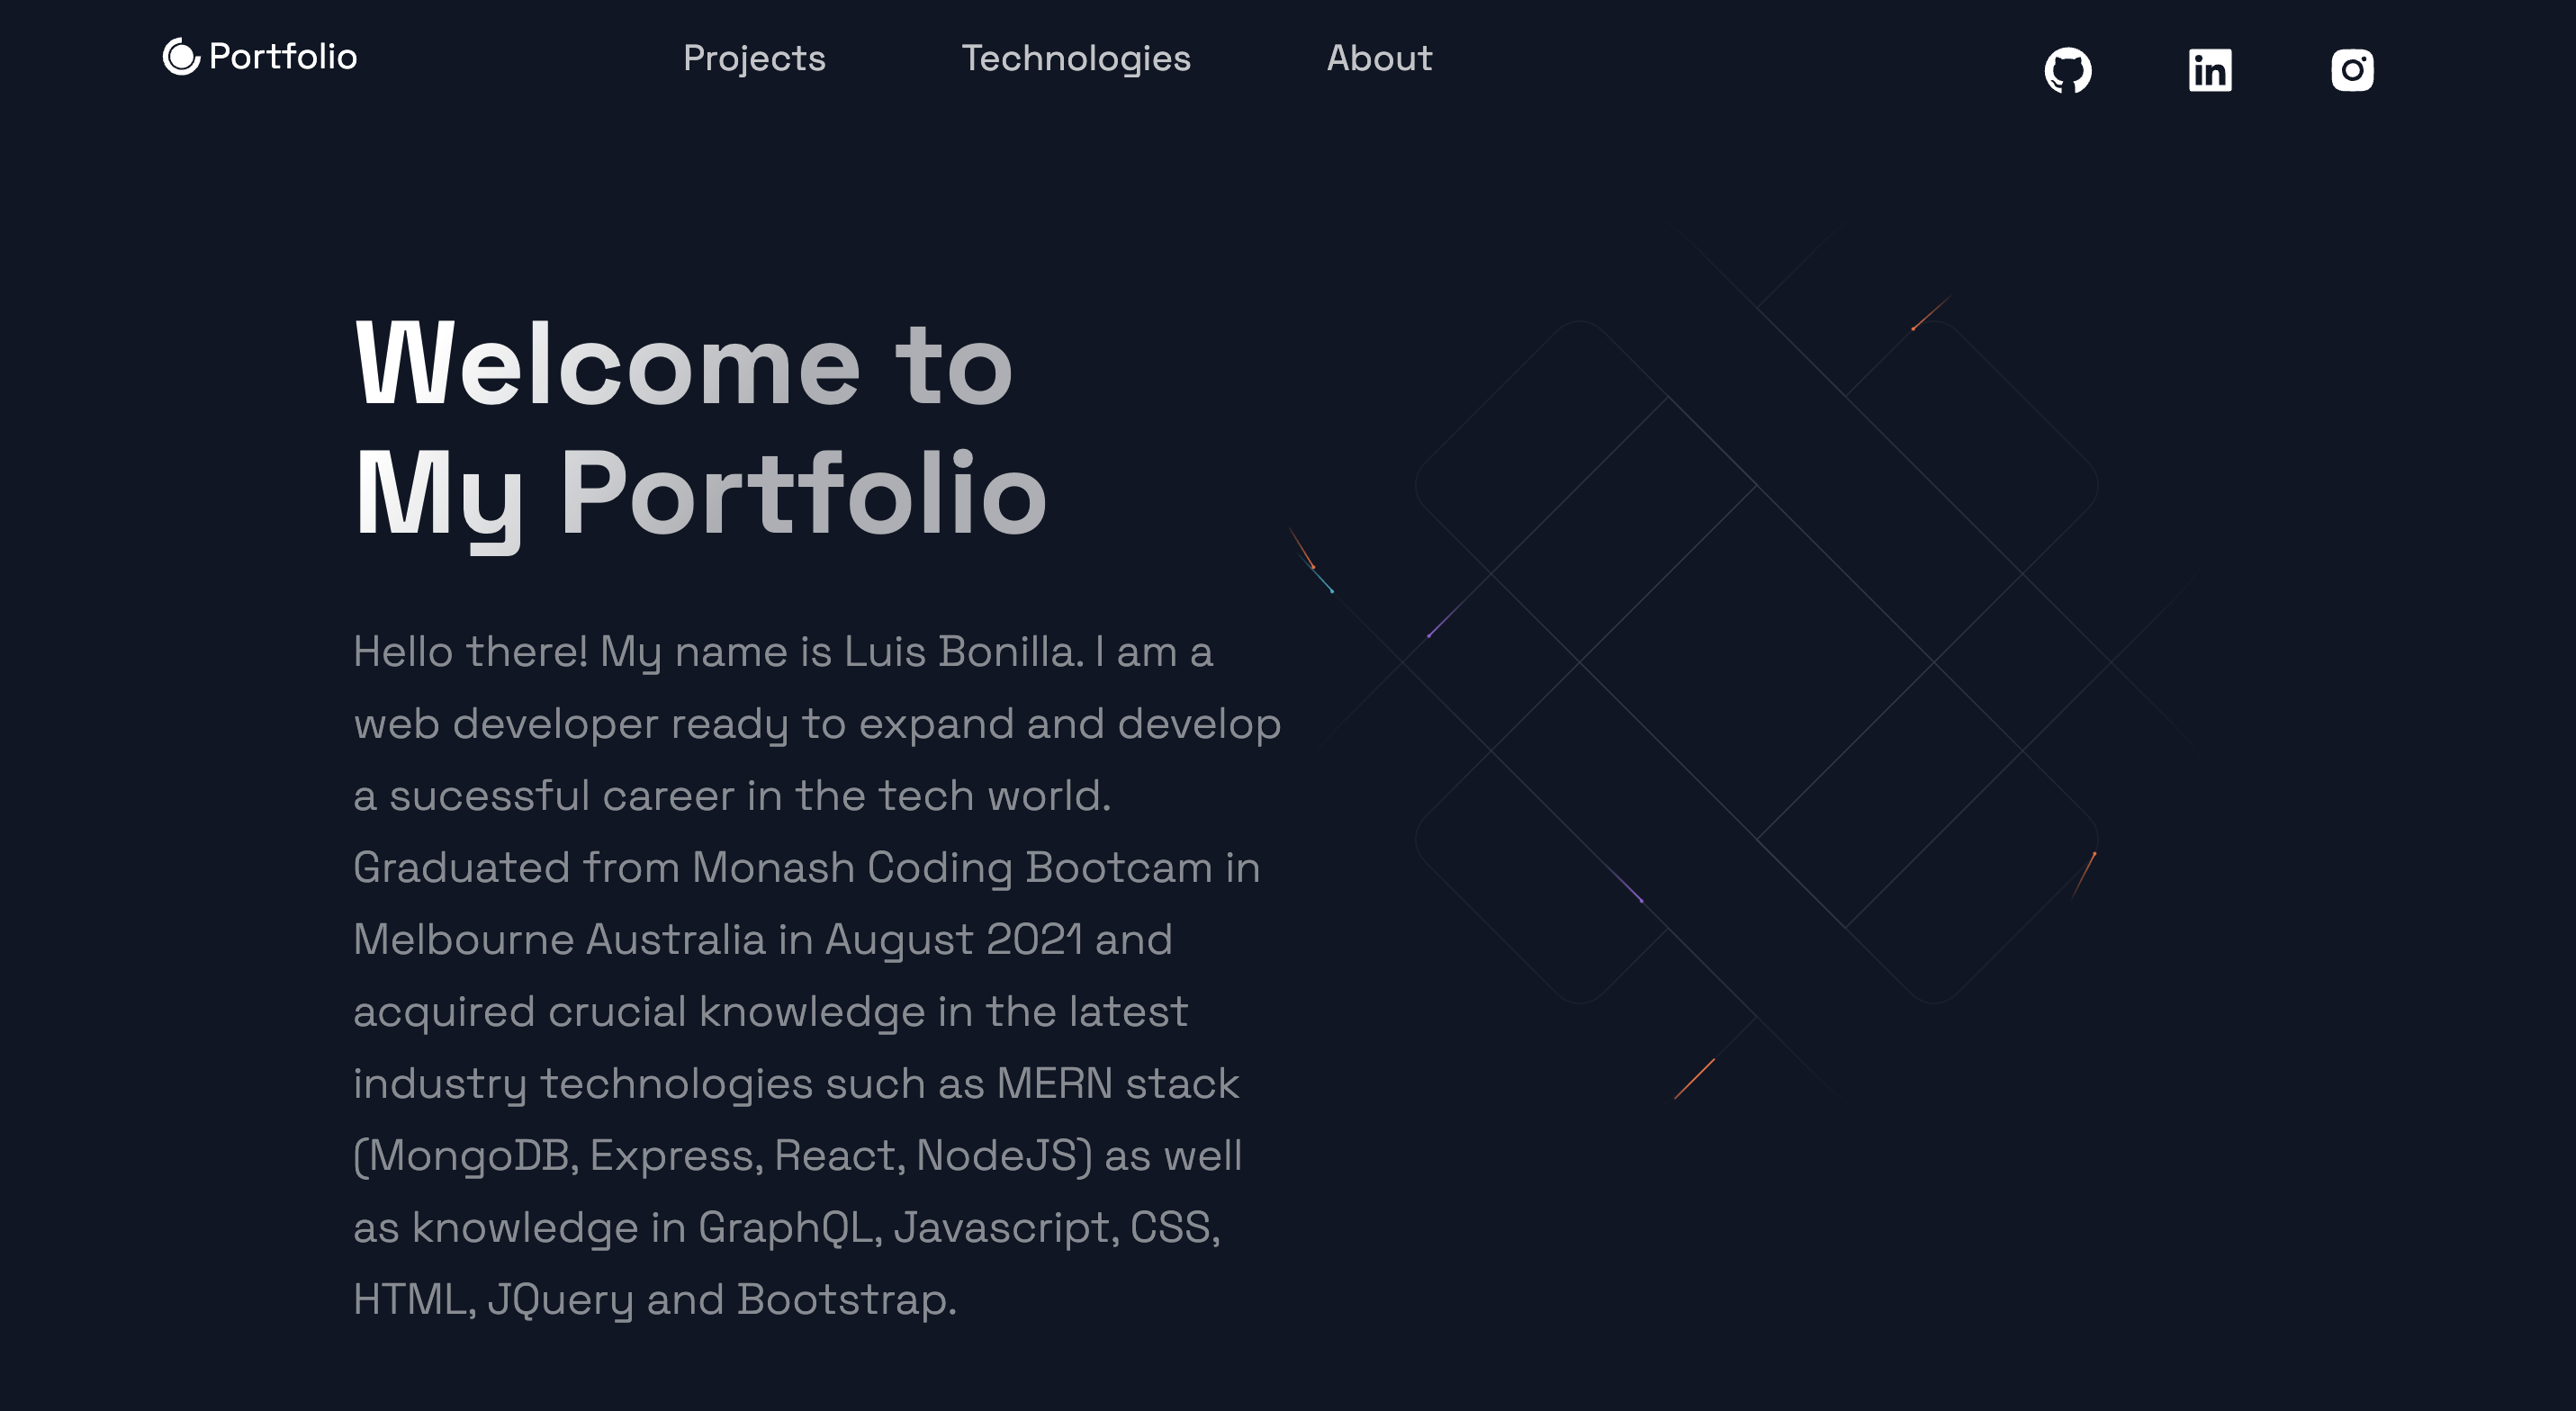 Portfolio
Projects
Technologies
About
in
Welcome to
My Portfolio
Hello there! My name is Luis Bonilla. I am a
web developer ready to expand and develop
a sucessful career in the tech world.
Graduated from Monash Coding Bootcam in
Melbourne Australia in August 2021 and
acquired crucial knowledge in the latest
industry technologies such as MERN stack
(MongoDB, Express, React, NodeJS) as well
as knowledge in GraphQL, Javascript, CSS,
HTML, JQuery and Bootstrap.